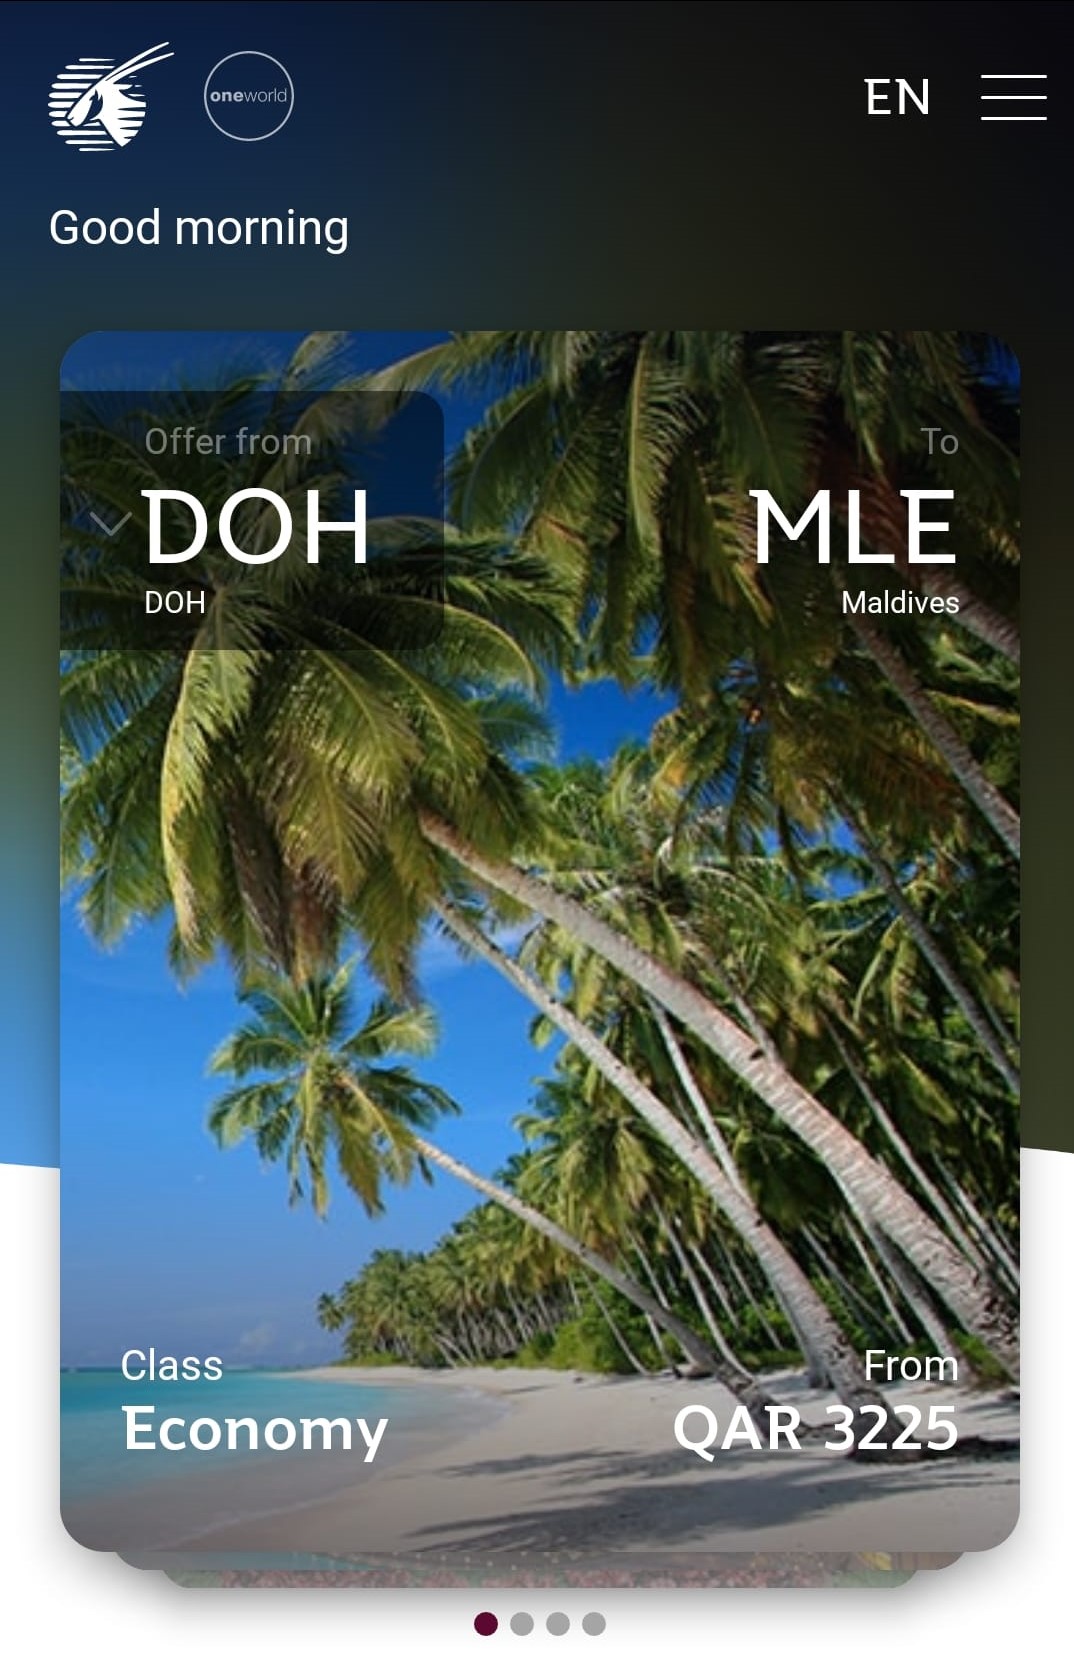 oneworld
EN
Good morning
Offer from
To
DOH
MLE
DOH
Maldives
Class
From
Economy
QAR 3225